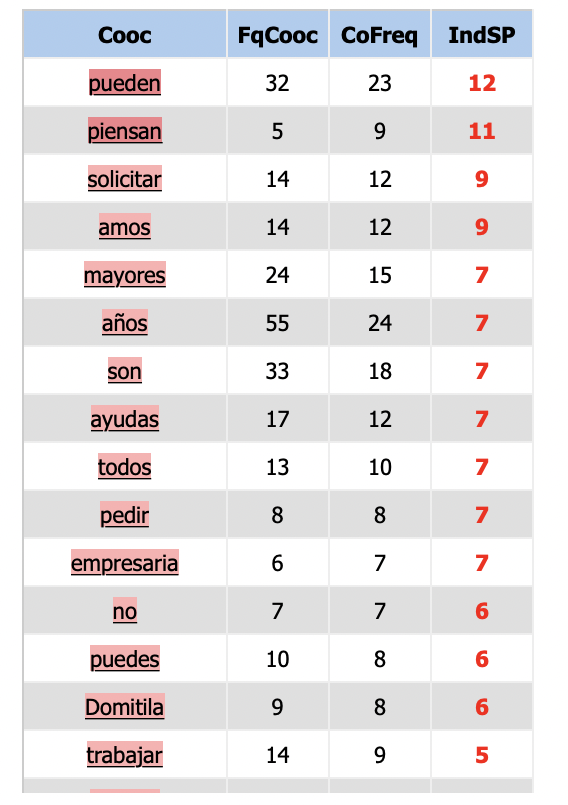 Cooc FqCooc CoFreq IndSP
pueden 32 23 12
piensan 5 9 11
solicitar 14 12 9
amos 14 12 9
mayores 24 15 7
años 55 24 7
son 33 18 7
ayudas 17 12 7
todos 13 10 7
pedir 8 8 7
empresaria 6 7 7
no 7 7 6
puedes 10 8 6
Domitila 9 8 6
trabajar 14 9 5